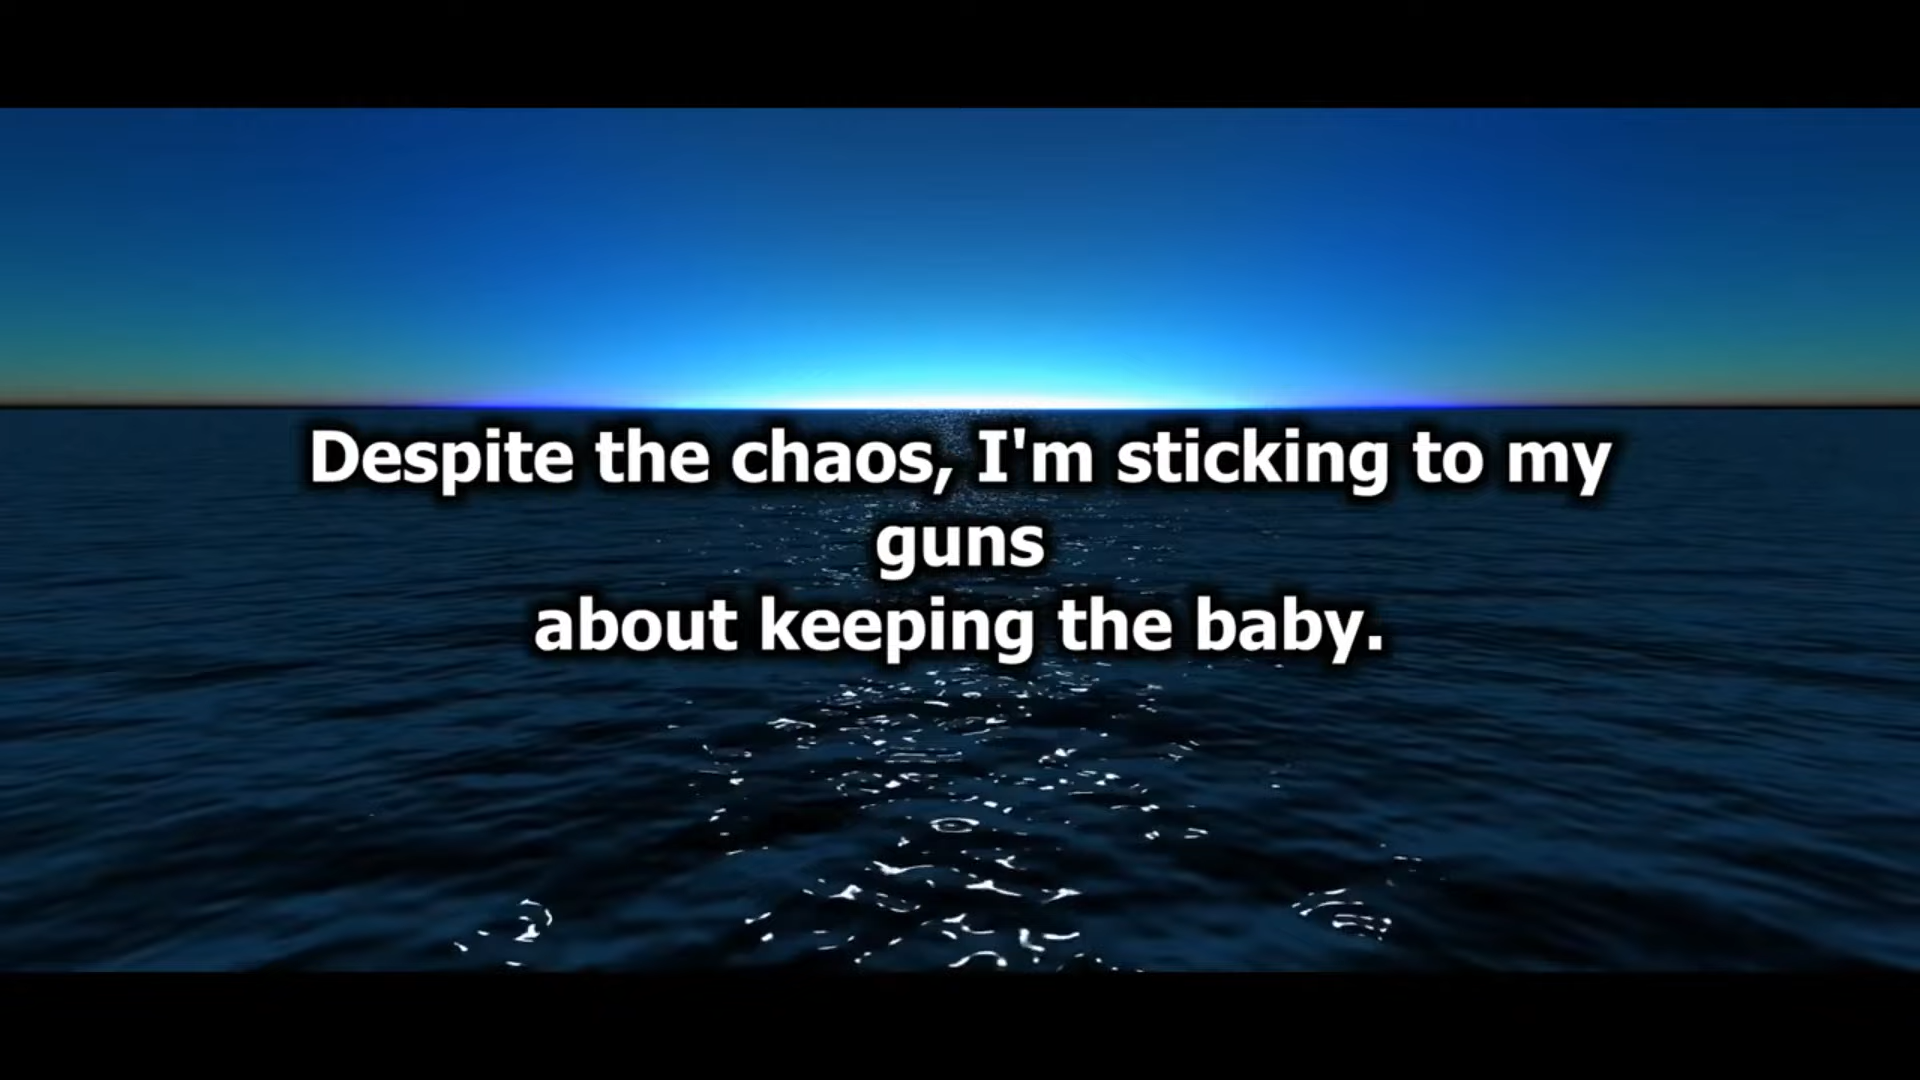 Despite the chaos, I'm sticking to my
guns
about keeping the baby.